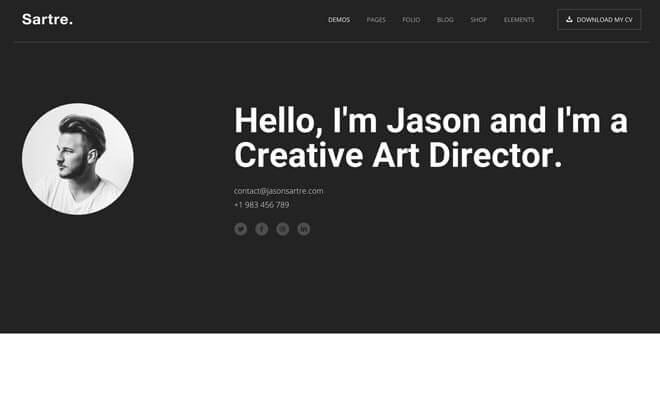 Sartre.
DEMOS PAGES FOLIO BLOG SHOP ELEMENTS DOWNLOAD MY CV
Hello, I'm Jason and I'm a
Creative Art Director.
contact@jasonsartre.com
+1 983 456 789